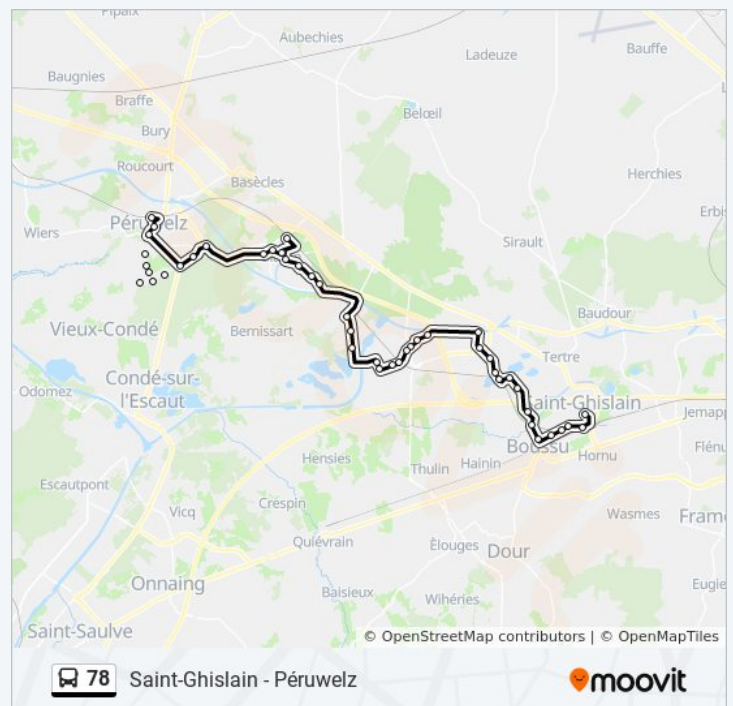 Pipaix
Aubechies
Ladeuze
Bauffe
Baugnies
Braffe
Belœil
Bury
Roucourt
Herchies
Basècles
Péruwelz
Erbis
Wiers
Sirault
Baudour
Vieux-Condé
Bernissart
Tertre
Condé-sur-
l'Escaut
Odomez
Saint-Ghislain
Jemapp
Boussu
Flénu
Hensies
Hainin
Hornu
Thulin
Escautpont
Crespin
Vicq
Wasmes
Frame
Quiévrain
Élouges
Dour
Onnaing
Baisieux
Wihéries
Eugie
Saint-Saulve
© OpenStreetMap contributors | © OpenMapTiles
78 Saint-Ghislain - Péruwelz
moovit